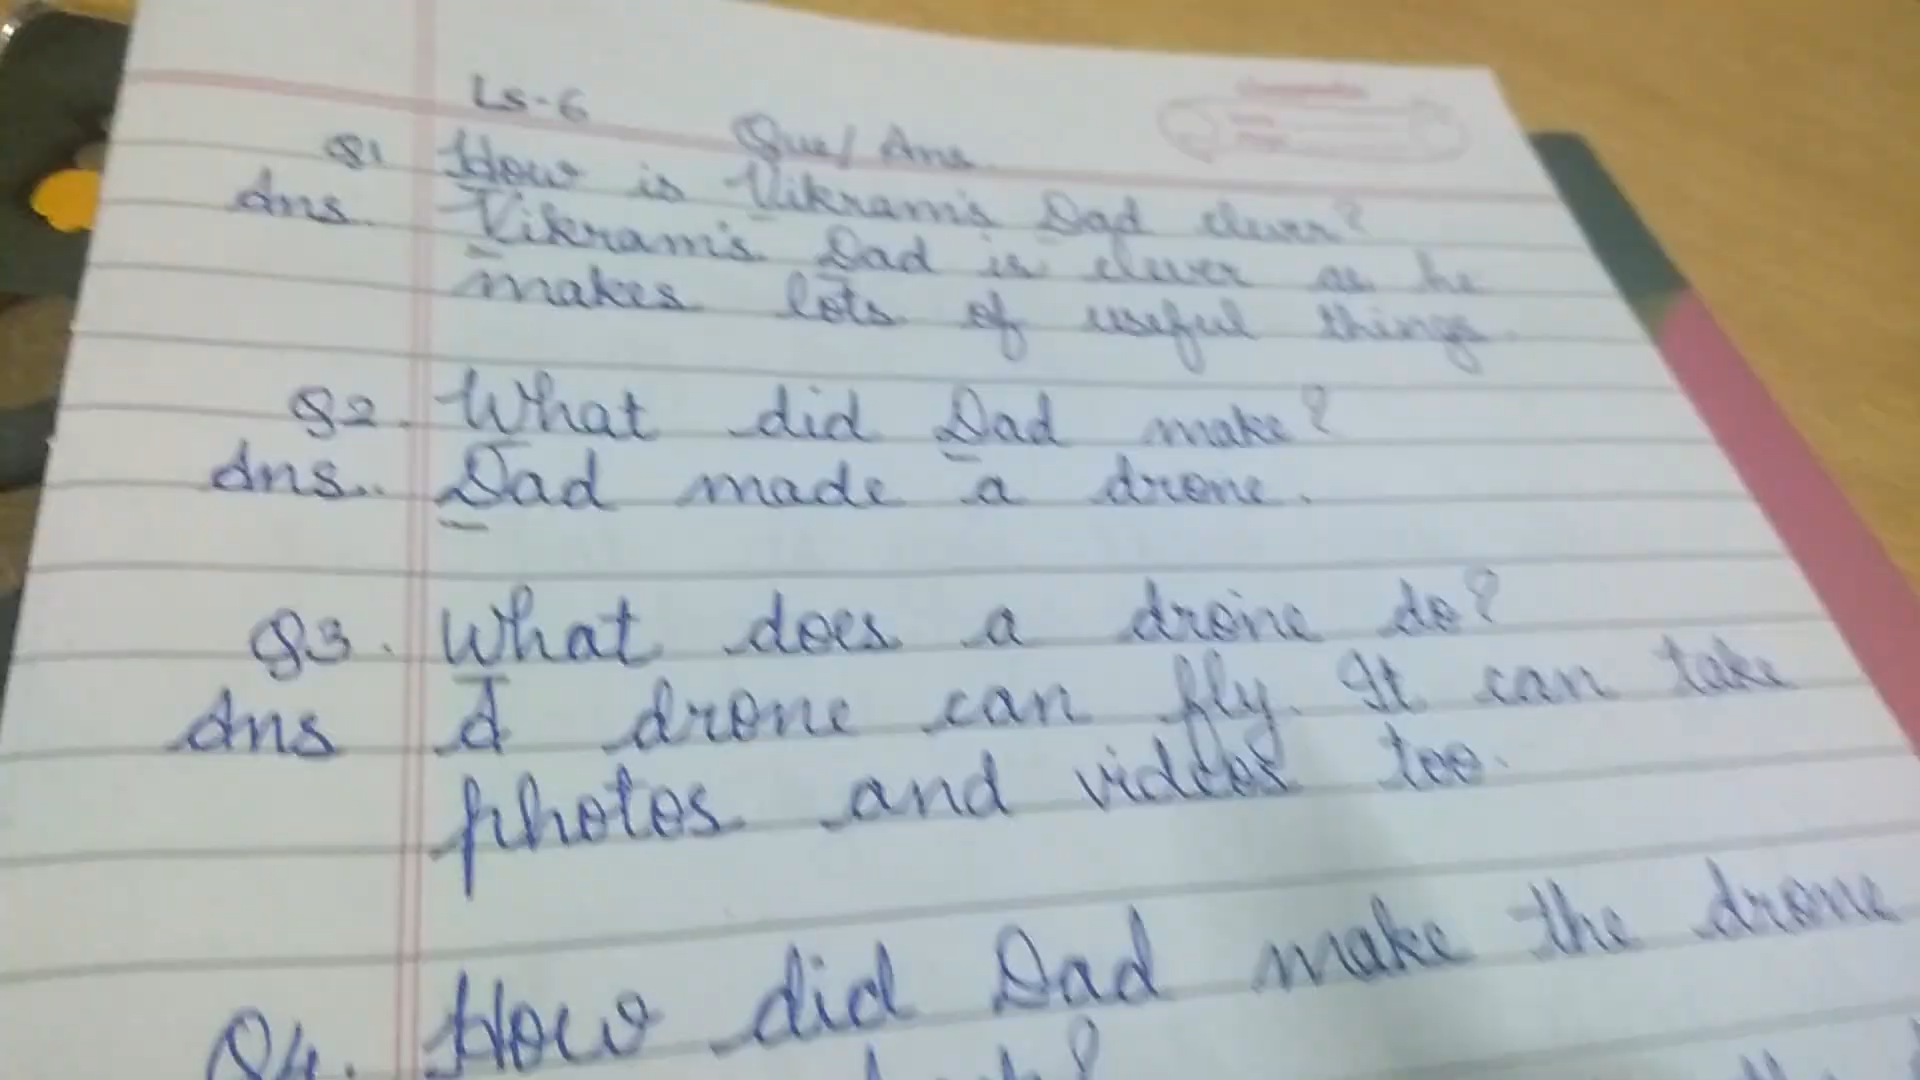 Ls-6
Que/ Ans
Q1. How is Vikram's Dad clever?
Ans. Vikram's Dad is clever as he
makes lots of useful things.
Q2. What did Dad make?
Ans. Dad made a drone.
Q3. What does a drone do?
Ans A drone can fly. It can take
photos and videos too.
Q4. How did Dad make the drone